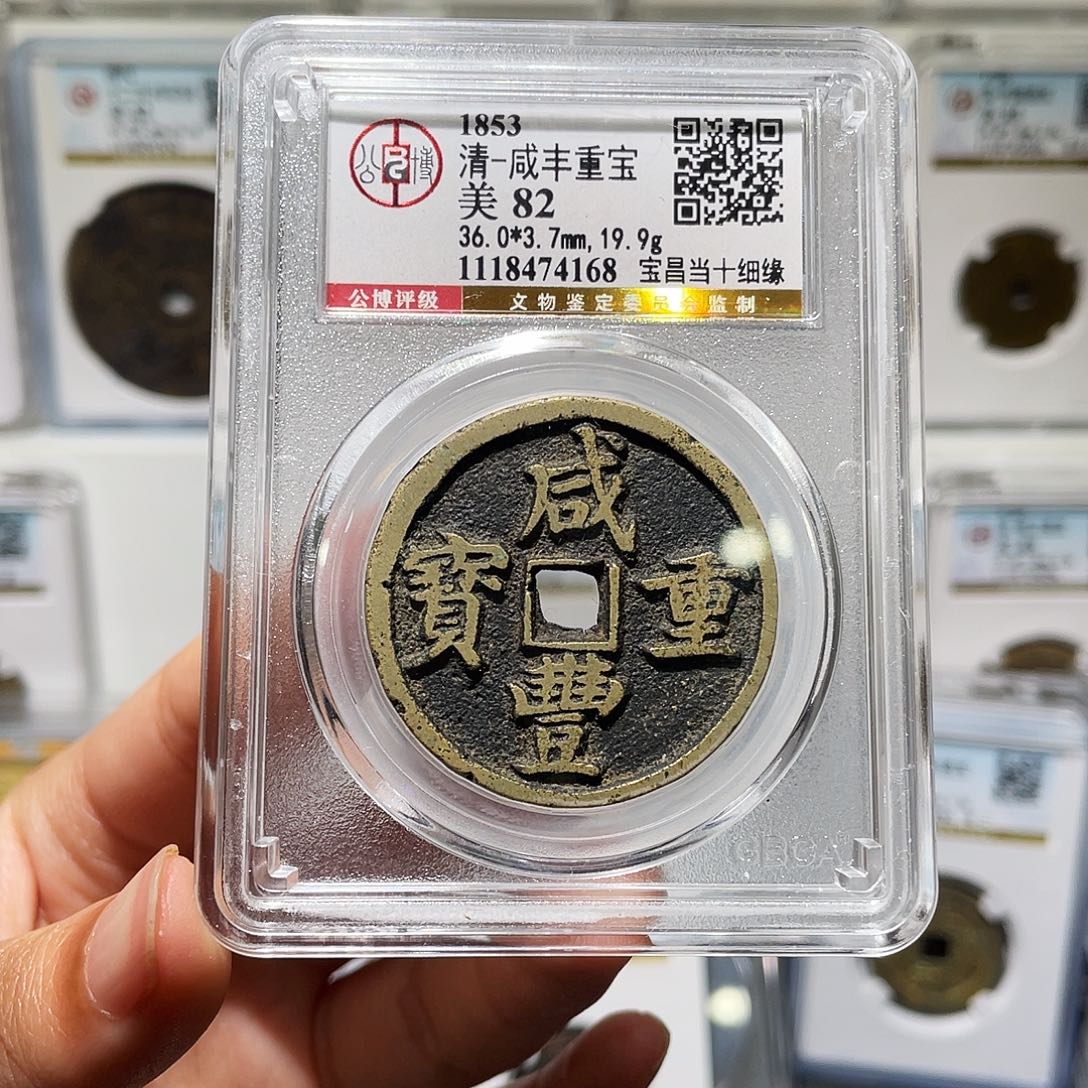 1853
清-咸丰重宝
美 82
36.0*3.7mm,19.9g
1118474168 宝昌当十细缘
公博
公博评级
文物鉴定委员会监制
咸
豐
重
寶
GBCA